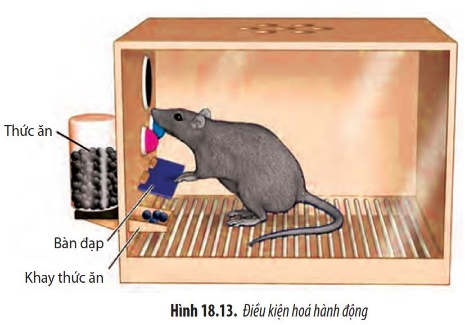 Thức ăn
Bàn đạp
Khay thức ăn
Hình 18.13. Điều kiện hoá hành động